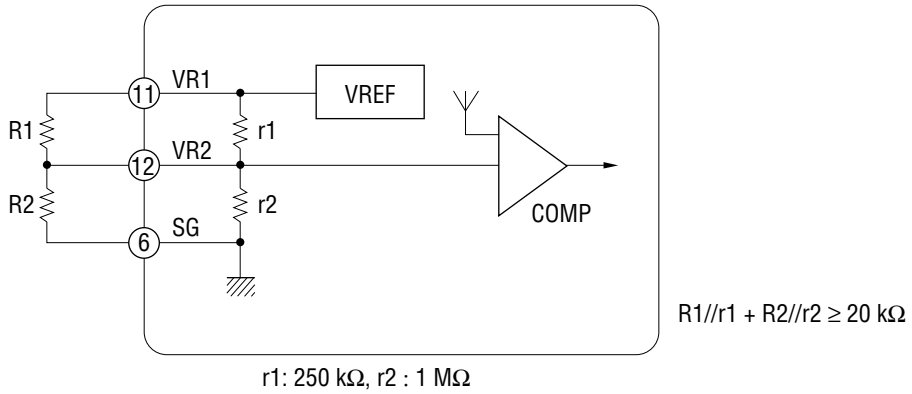 11
VR1
VREF
R1
r1
12
VR2
R2
r2
COMP
6
SG
R1//r1 + R2//r2 ≥ 20 kΩ
r1: 250 kΩ, r2 : 1 MΩ